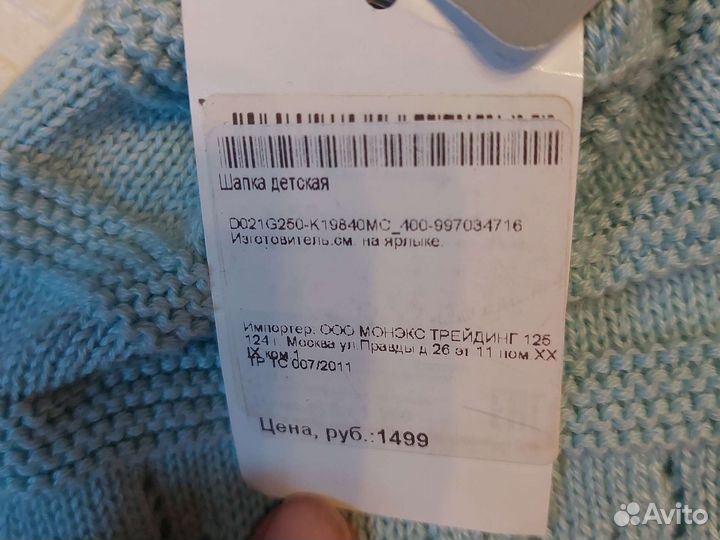 Шапка детская
D021G250-K19840MC_400-997034716
Изготовитель:см. на ярлыке.
Импортер: ООО МОНЭКС ТРЕЙДИНГ 125
124 г. Москва ул.Правды д 26 эт 11 пом XX
IX ком 1
ТР ТС 007/2011
Цена, руб.:1499
Avito